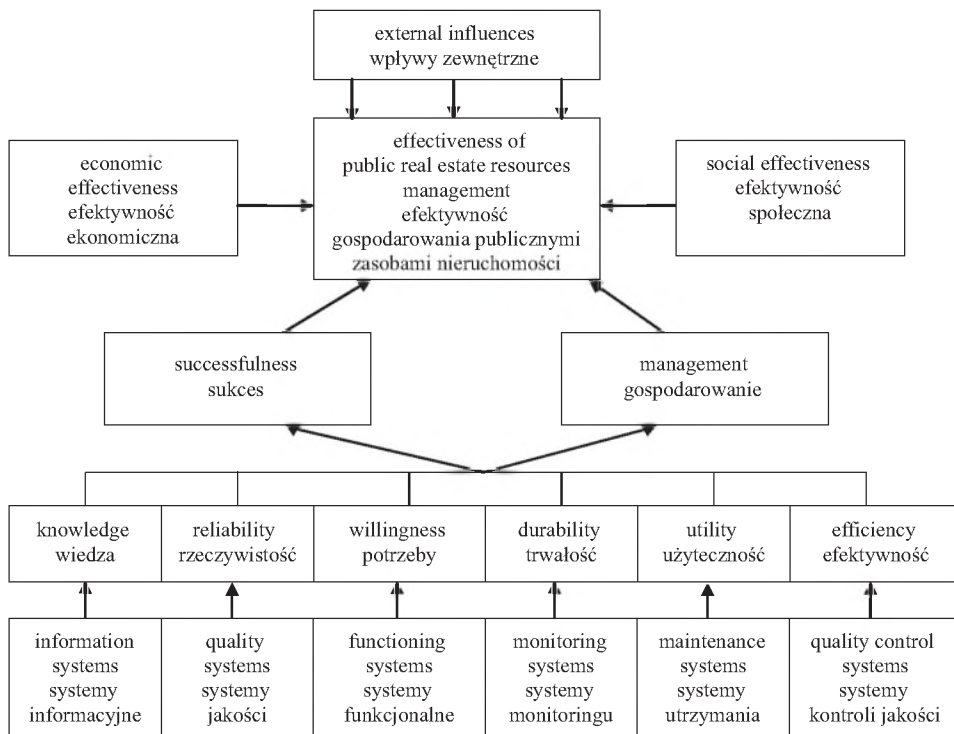 external influences
wpływy zewnętrzne
effectiveness of
public real estate resources
management
efektywność
gospodarowania publicznymi
zasobami nieruchomości
economic
effectiveness
efektywność
ekonomiczna
social effectiveness
efektywność
społeczna
successfulness
sukces
management
gospodarowanie
knowledge
wiedza
reliability
rzeczywistość
willingness
potrzeby
durability
trwałość
utility
użyteczność
efficiency
efektywność
information
systems
systemy
informacyjne
quality
systems
systemy
jakości
functioning
systems
systemy
funkcjonalne
monitoring
systems
systemy
monitoringu
maintenance
systems
systemy
utrzymania
quality control
systems
systemy
kontroli jakości